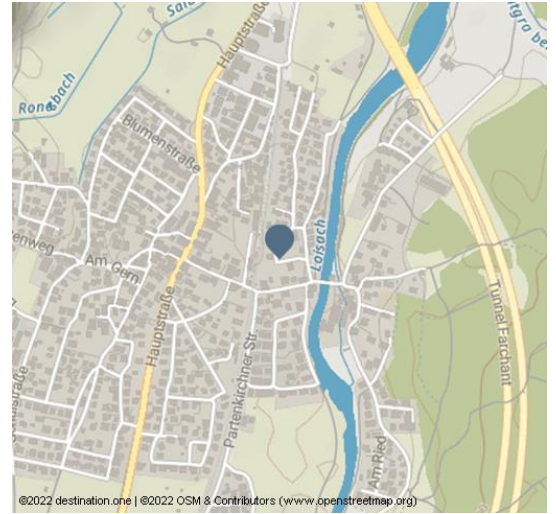 Hauptstraße
Ronetbach
Blumenstraße
Loisach
Am Gern
Hauptstraße
Partenkirchner Str.
Tunnel Farchant
Am Ried
©2022 destination.one | ©2022 OSM & Contributors (www.openstreetmap.org)